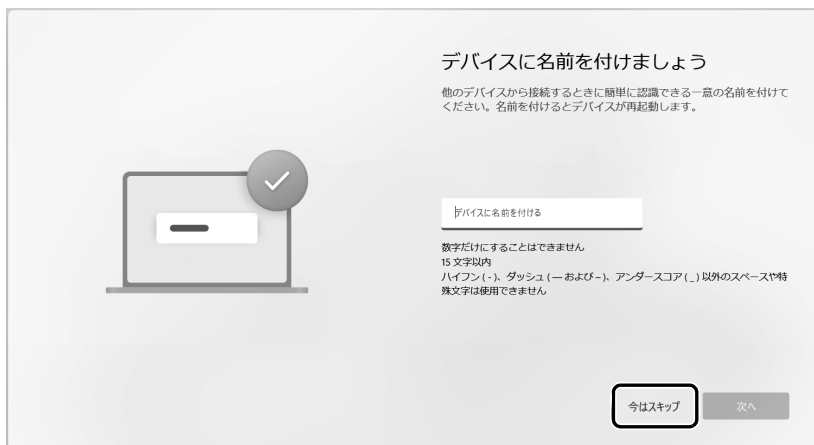 デバイスに名前を付けましょう
他のデバイスから接続するときに簡単に認識できる一意の名前を付けて
ください。名前を付けるとデバイスが再起動します。
デバイスに名前を付ける
数字だけにすることはできません
15 文字以内
ハイフン ( - )、ダッシュ ( — および – )、アンダースコア ( _ ) 以外のスペースや特
殊文字は使用できません
今はスキップ
次へ